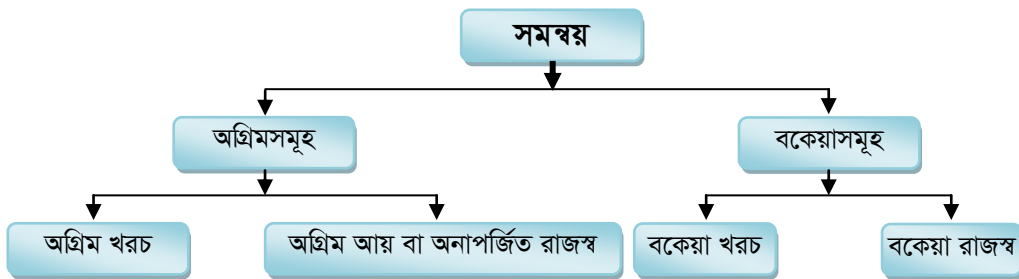 সমন্বয়
অগ্রিমসমূহ
বকেয়াসমূহ
অগ্রিম খরচ
অগ্রিম আয় বা অনাপর্জিত রাজস্ব
বকেয়া খরচ
বকেয়া রাজস্ব